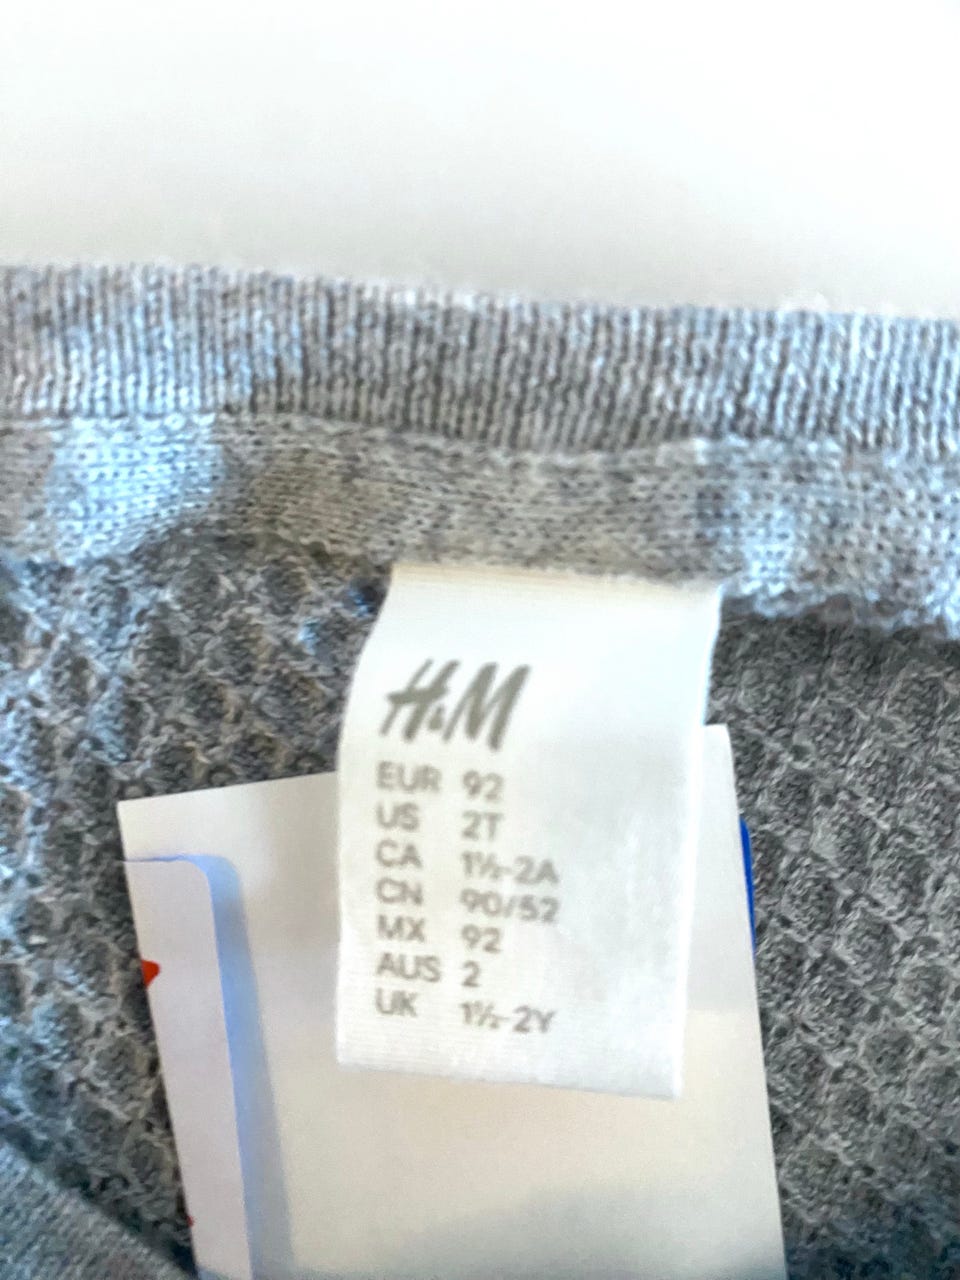 H&M
EUR 92
US 2T
CA 1½-2A
CN 90/52
MX 92
AUS 2
UK 1½-2Y